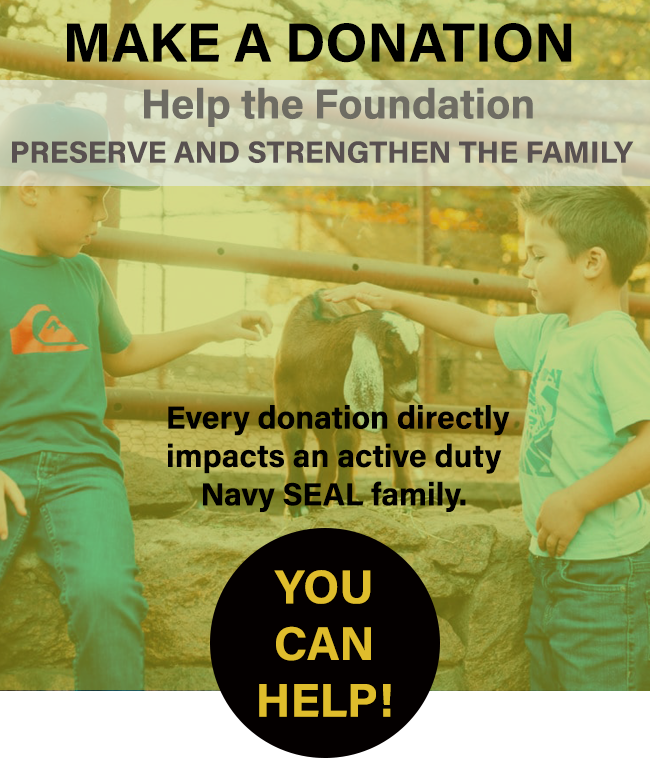 MAKE A DONATION
Help the Foundation
PRESERVE AND STRENGTHEN THE FAMILY
Every donation directly
impacts an active duty
Navy SEAL family.
YOU
CAN
HELP!